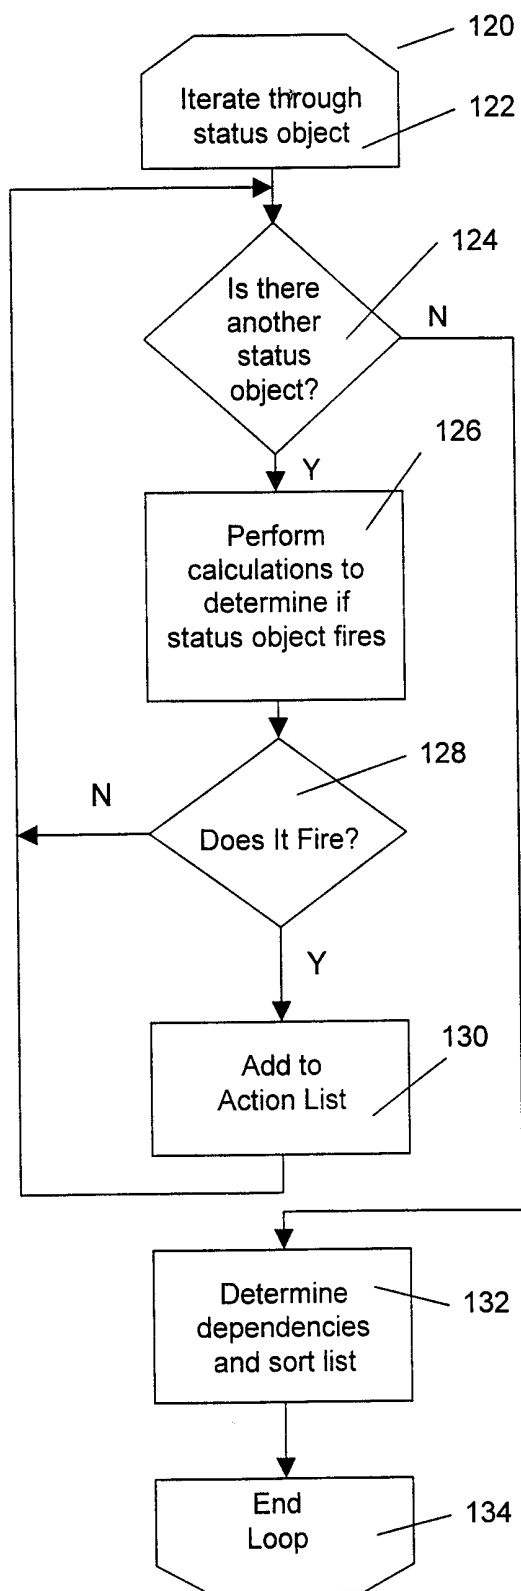 120
Iterate through
status object
122
124
Is there
another
status
object?
N
126
Y
Perform
calculations to
determine if
status object fires
128
N
Does It Fire?
Y
130
Add to
Action List
132
Determine
dependencies
and sort list
End
Loop
134